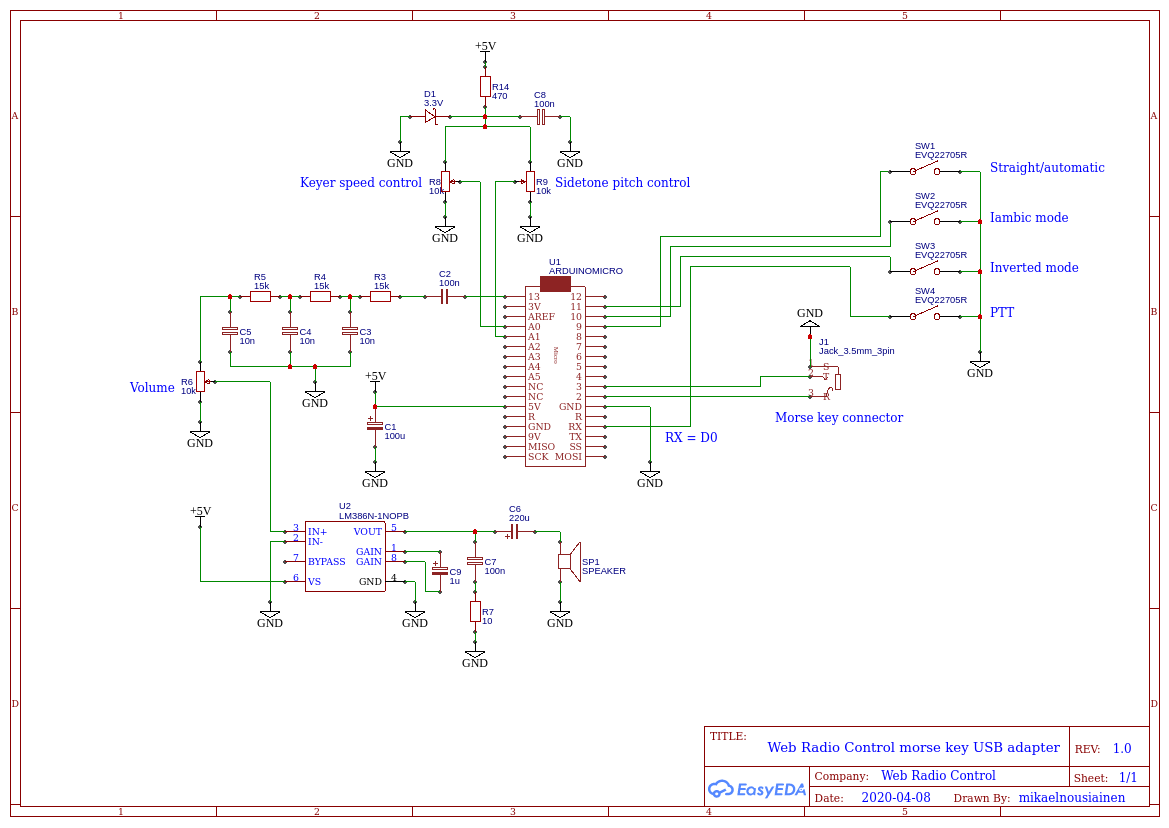 1 2 3 4 5
+5V
R14
470
D1
3.3V
C8
100n
A A
GND GND
SW1
EVQ22705R
Straight/automatic
Keyer speed control
R8
10k
R9
10k
Sidetone pitch control
SW2
EVQ22705R
Iambic mode
GND GND
SW3
EVQ22705R
Inverted mode
U1
ARDUINOMICRO
R5
15k
R4
15k
R3
15k
C2
100n
SW4
EVQ22705R
PTT
13 12
3V 11
AREF 10
A0 9
A1 8
A2 7
A3 6
A4 5
A5 4
NC 3
NC 2
5V GND
R R
GND RX
9V TX
MISO SS
SCK MOSI
Micro
B B
C5
10n
C4
10n
C3
10n
GND
J1
Jack_3.5mm_3pin
1 S
2 T
3 R
GND
Morse key connector
Volume
R6
10k
GND
+5V
GND
C1
100u
RX = D0
GND
GND
C C
+5V
U2
LM386N-1NOPB
3 IN+ VOUT 5
2 IN-
GAIN 1
7 BYPASS GAIN 8
6 VS GND 4
C6
220u
C7
100n
C9
1u
SP1
SPEAKER
R7
10
GND GND GND
GND
D D
TITLE:
Web Radio Control morse key USB adapter
REV: 1.0
EasyEDA
Company: Web Radio Control
Sheet: 1/1
Date: 2020-04-08 Drawn By: mikaelnousiainen
1 2 3 4 5